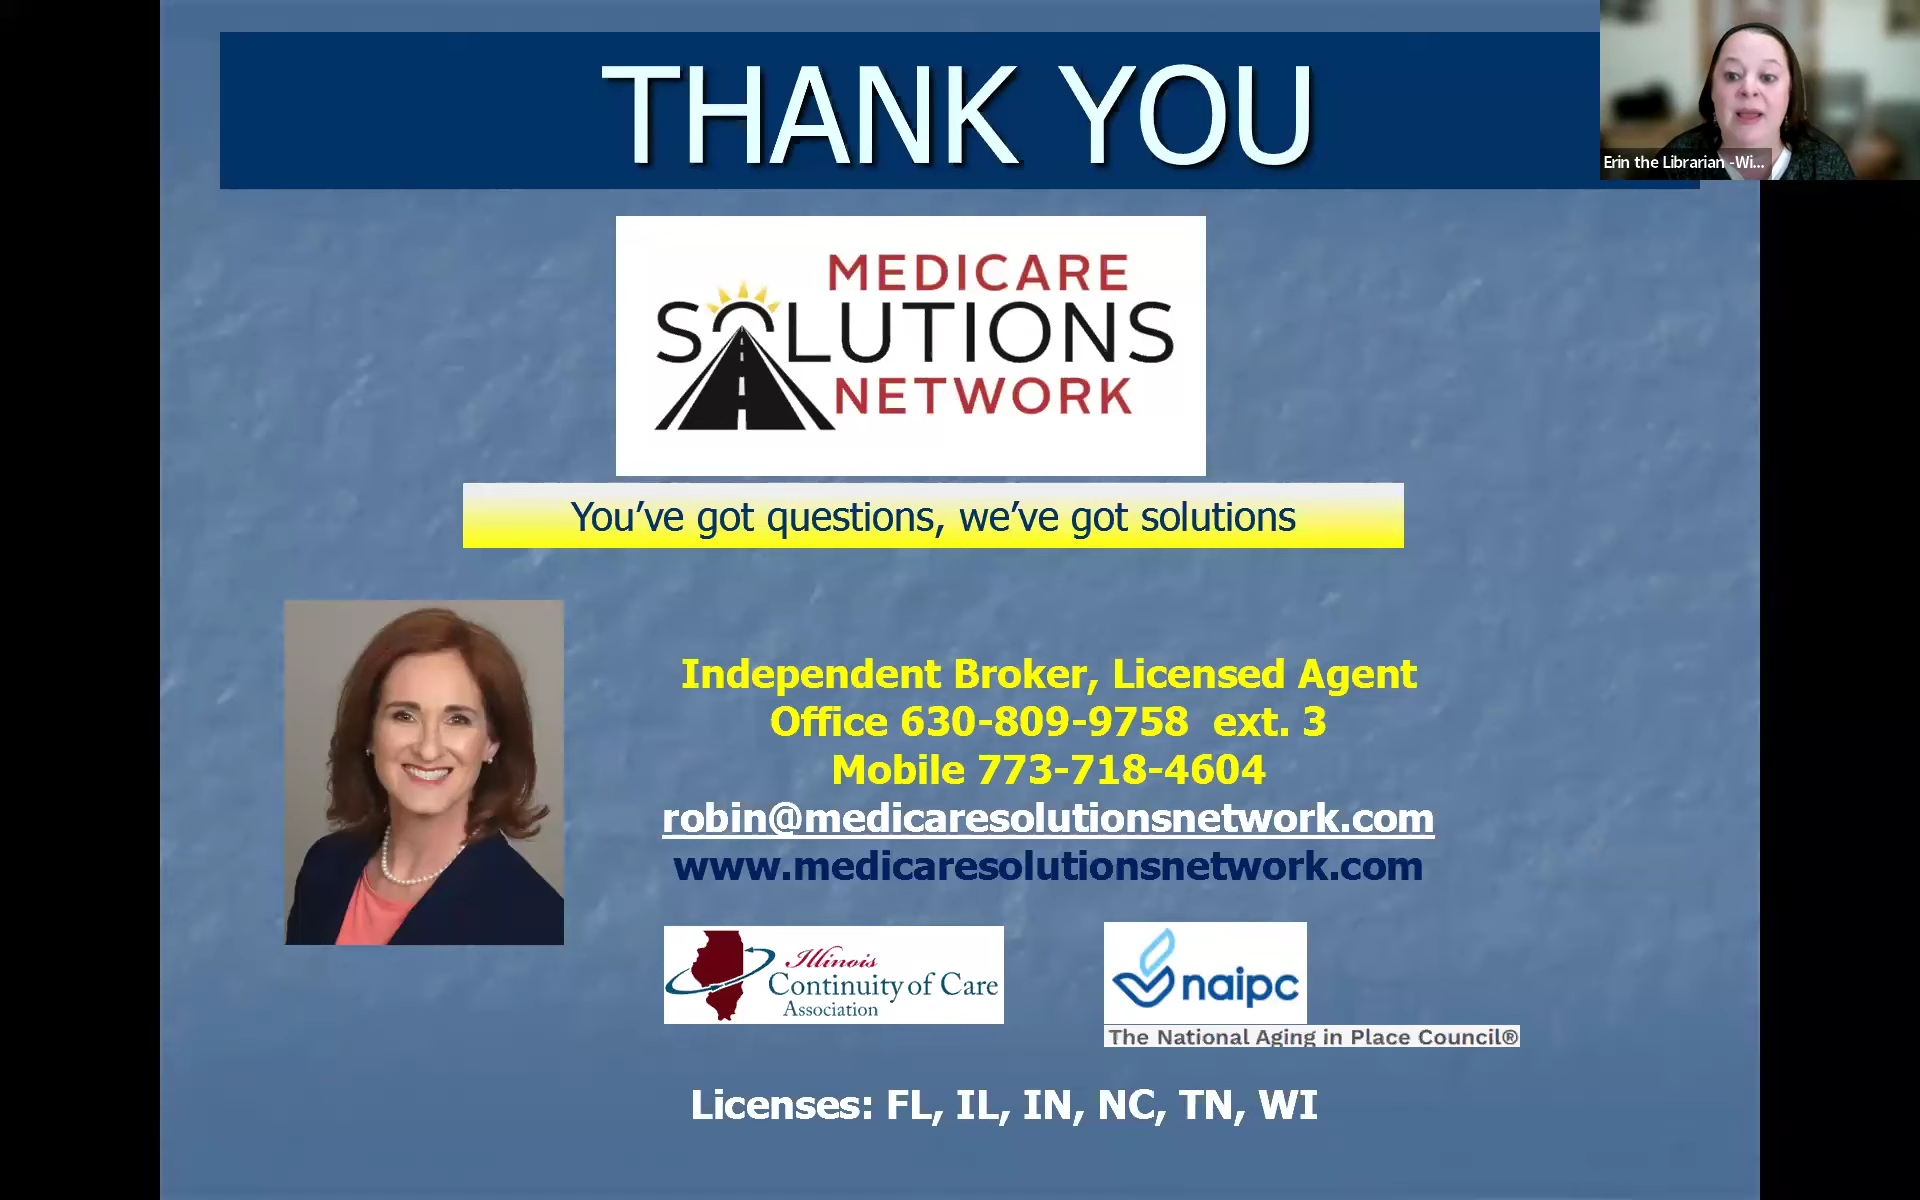 THANK YOU
Erin the Librarian -Wi...
MEDICARE
SOLUTIONS
NETWORK
You’ve got questions, we’ve got solutions
Independent Broker, Licensed Agent
Office 630-809-9758 ext. 3
Mobile 773-718-4604
robin@medicaresolutionsnetwork.com
www.medicaresolutionsnetwork.com
Illinois
Continuity of Care
Association
naipc
The National Aging in Place Council®
Licenses: FL, IL, IN, NC, TN, WI